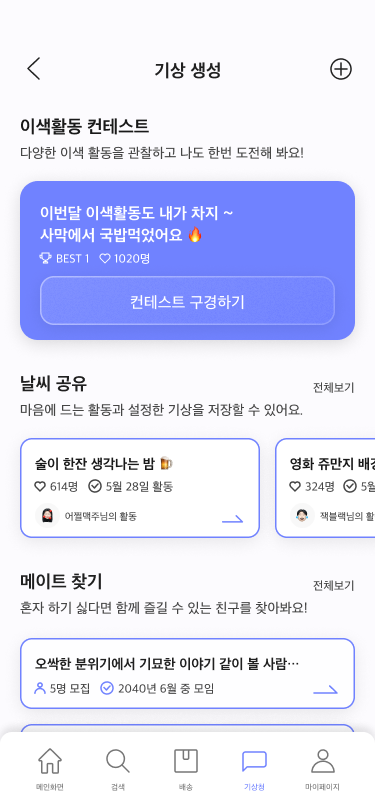 기상 생성
이색활동 컨테스트
다양한 이색 활동을 관찰하고 나도 한번 도전해 봐요!
이번달 이색활동도 내가 차지 ~
사막에서 국밥먹었어요 🔥
BEST 1 1020명
컨테스트 구경하기
날씨 공유
전체보기
마음에 드는 활동과 설정한 기상을 저장할 수 있어요.
술이 한잔 생각나는 밤 🍺
614명 5월 28일 활동
어쩔맥주님의 활동
영화 쥬만지
324명
잭블랙님의
메이트 찾기
전체보기
혼자 하기 싫다면 함께 즐길 수 있는 친구를 찾아봐요!
오싹한 분위기에서 기묘한 이야기 같이 볼 사람…
5명 모집 2040년 6월 중 모임
메인화면 검색 배송 기상청 마이페이지